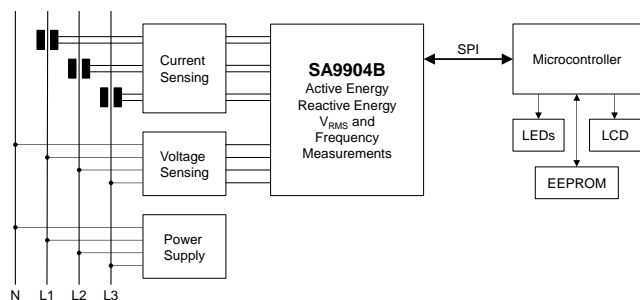 Current
Sensing
SA9904B
Active Energy
Reactive Energy
VRMS and
Frequency
Measurements
SPI
Microcontroller
LEDs
LCD
EEPROM
Voltage
Sensing
Power
Supply
N L1 L2 L3